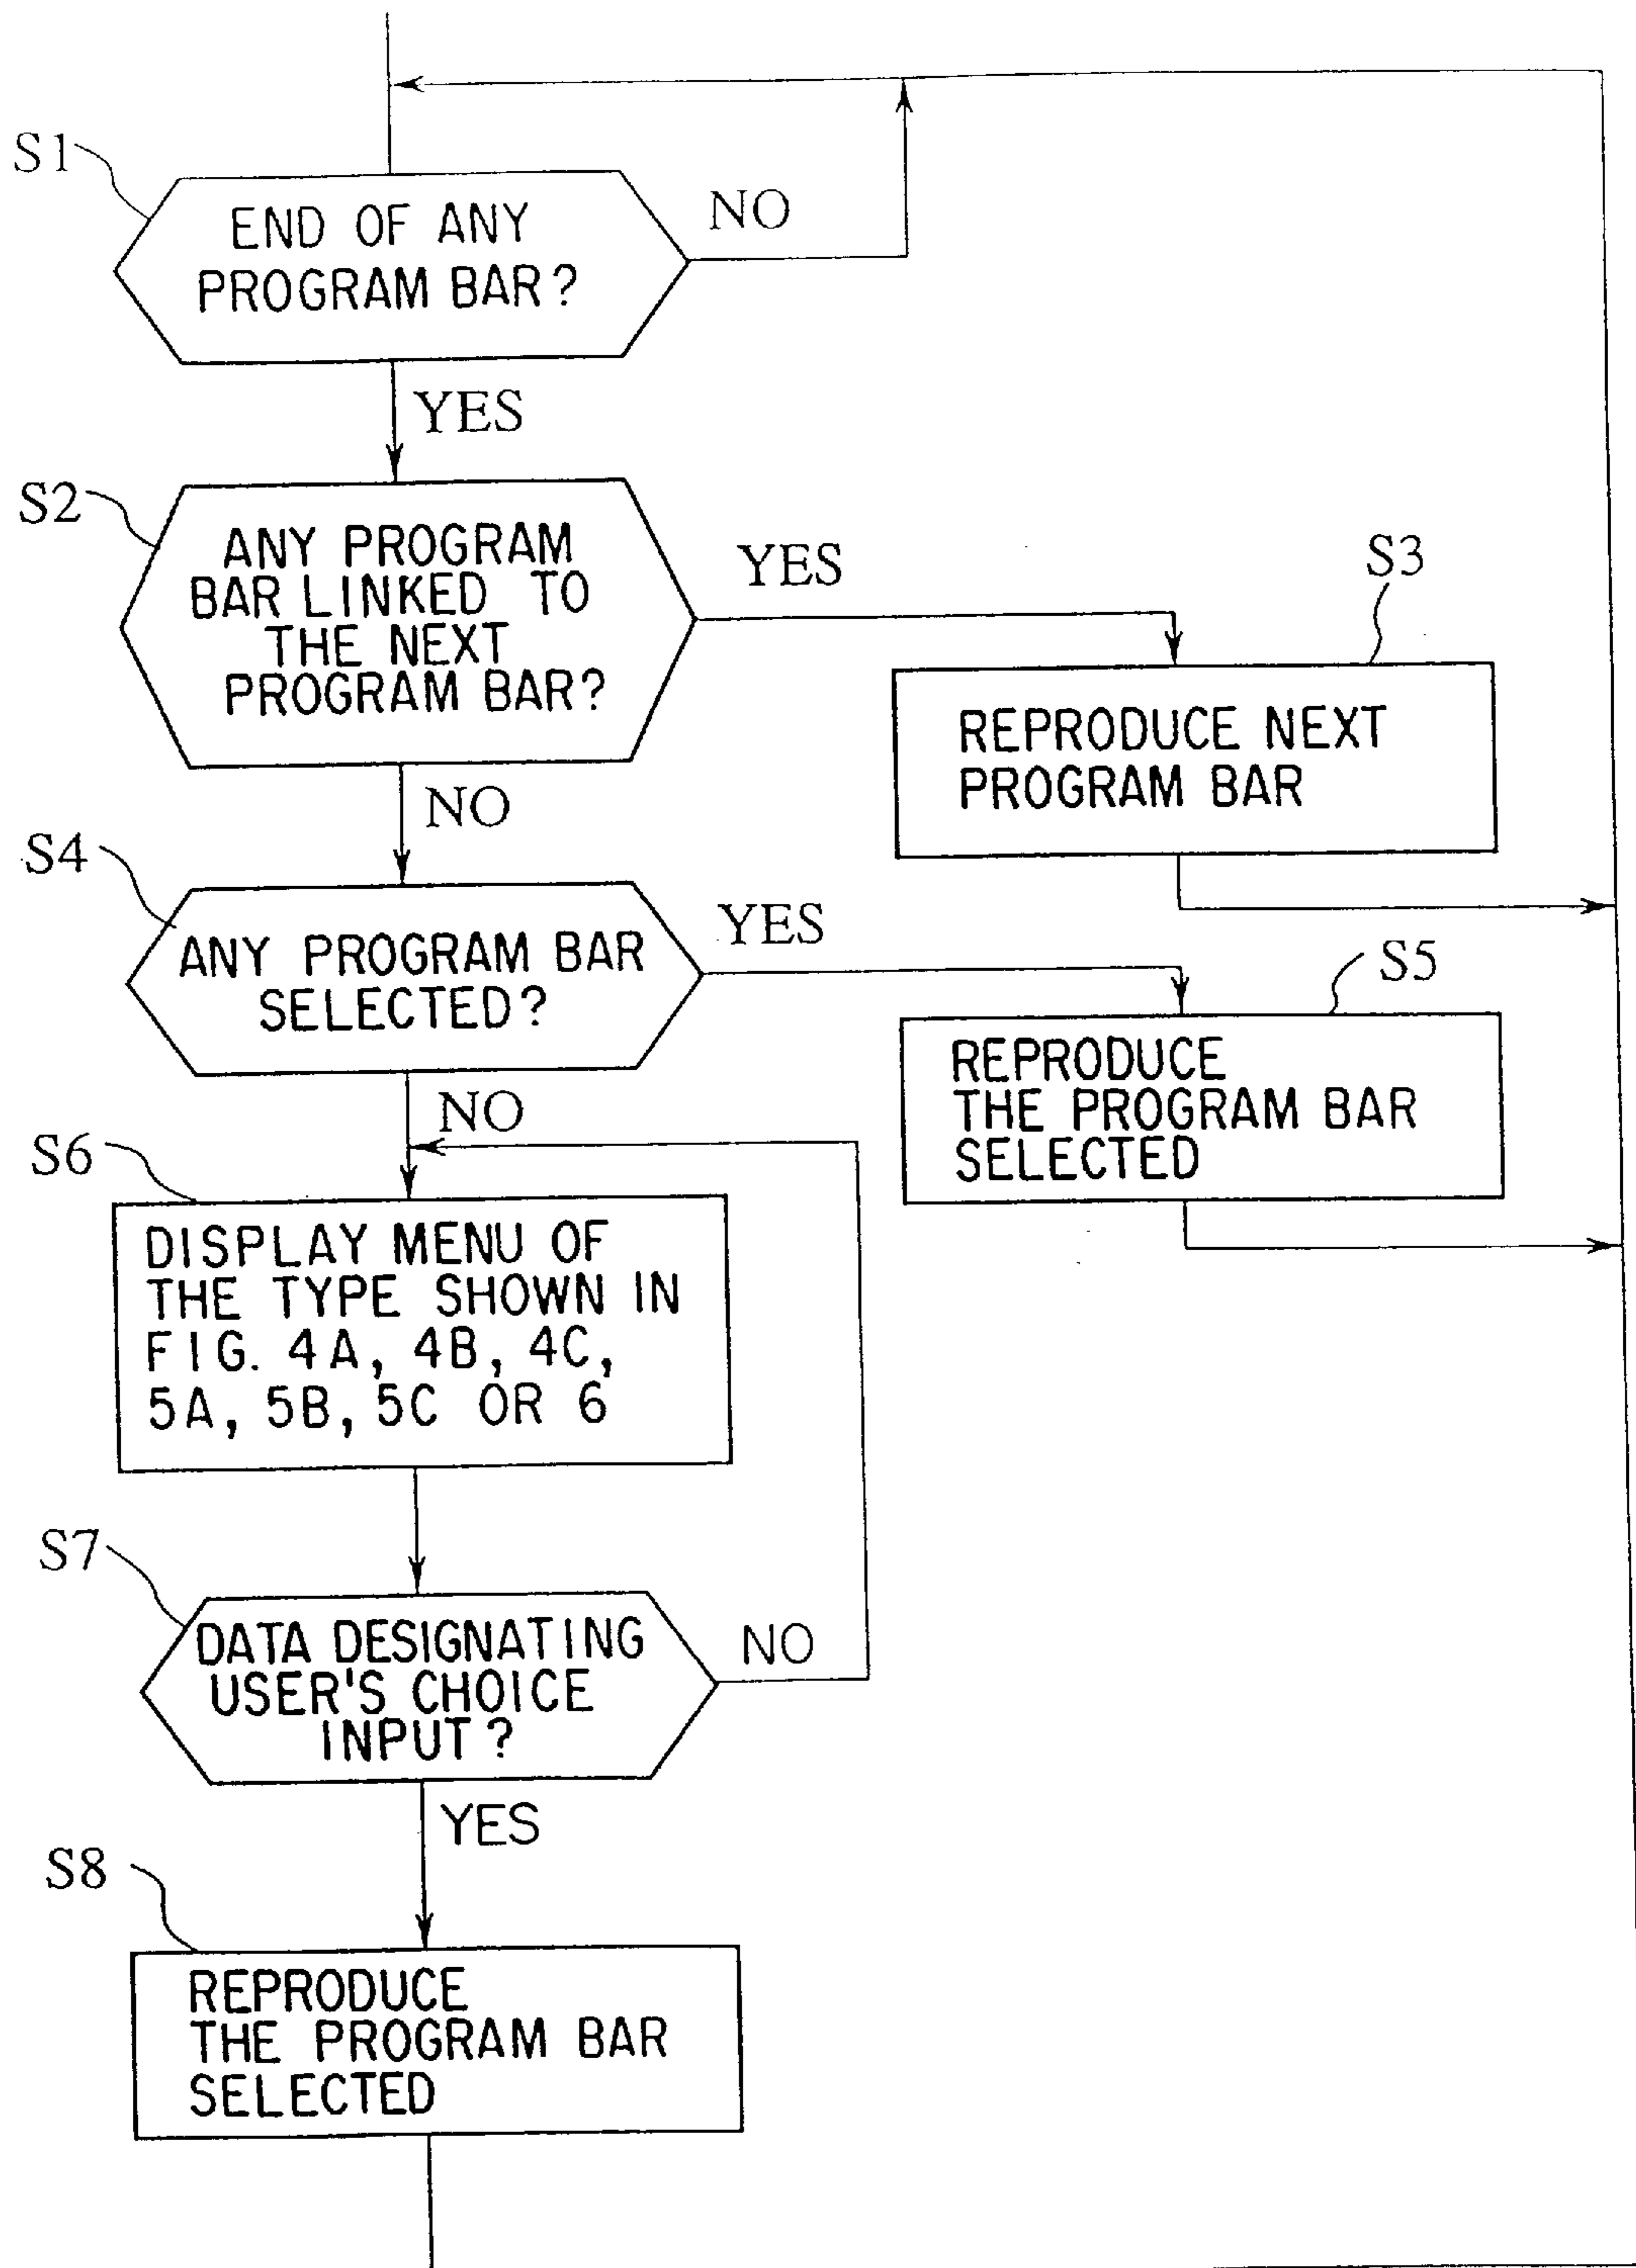 S1
END OF ANY
PROGRAM BAR?
NO
YES
S2
ANY PROGRAM
BAR LINKED TO
THE NEXT
PROGRAM BAR?
YES
S3
REPRODUCE NEXT
PROGRAM BAR
NO
S4
ANY PROGRAM BAR
SELECTED?
YES
S5
REPRODUCE
THE PROGRAM BAR
SELECTED
NO
S6
DISPLAY MENU OF
THE TYPE SHOWN IN
FIG. 4A, 4B, 4C,
5A, 5B, 5C OR 6
S7
DATA DESIGNATING
USER'S CHOICE
INPUT?
NO
YES
S8
REPRODUCE
THE PROGRAM BAR
SELECTED